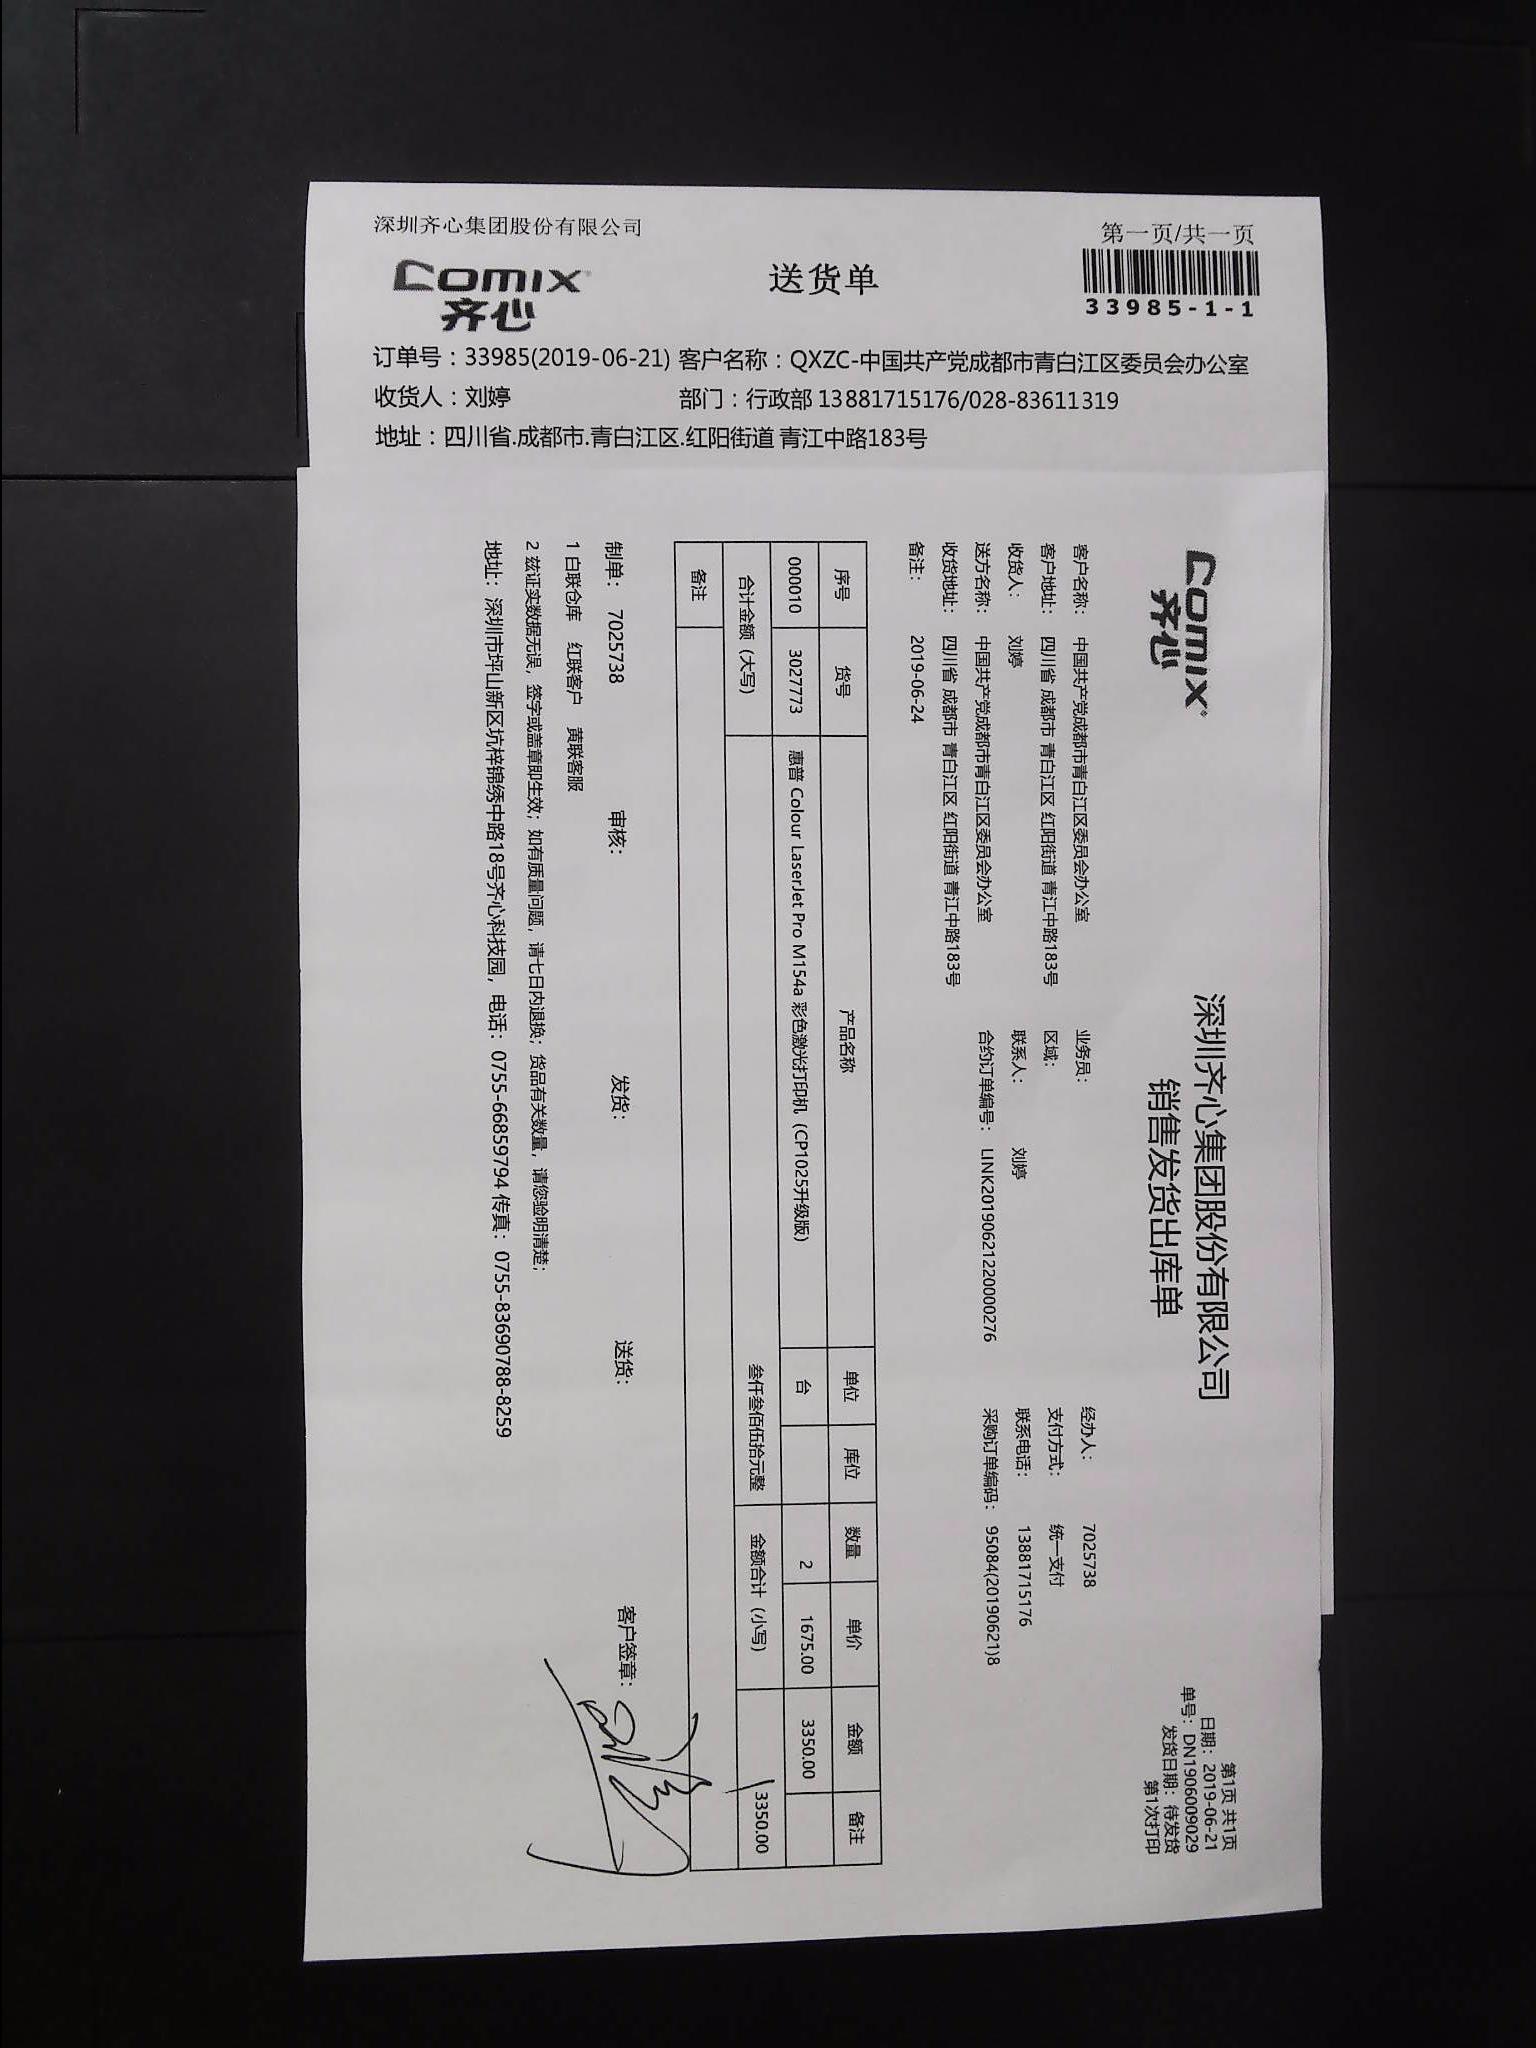 深圳齐心集团股份有限公司
第一页/共一页
COMIX
齐心
送货单
33985-1-1
订单号：33985(2019-06-21) 客户名称：QXZC-中国共产党成都市青白江区委员会办公室
收货人：刘婷 部门：行政部 13881715176/028-83611319
地址：四川省.成都市.青白江区.红阳街道 青江中路183号
COMIX
齐心
深圳齐心集团股份有限公司
销售发货出库单
第1页 共1页
日期：2019-06-21
单号：DN1906009029
发货日期：待发货
第1次打印
客户名称：中国共产党成都市青白江区委员会办公室 业务员： 经办人：7025738
客户地址：四川省 成都市 青白江区 红阳街道 青江中路183号 区域： 支付方式：统一支付
收货人：刘婷 联系人：刘婷 联系电话：13881715176
送方名称：中国共产党成都市青白江区委员会办公室 合约订单编号：LINK2019062122000​0276 采购订单编码：95084(20190621)8
收货地址：四川省 成都市 青白江区 红阳街道 青江中路183号
备注：2019-06-24
序号 货号 产品名称 单位 库位 数量 单价 金额 备注
000010 3027773 惠普 Colour LaserJet Pro M154a 彩色激光打印机（CP1025升级版） 台 2 1675.00 3350.00
合计金额（大写） 叁仟叁佰伍拾元整 金额合计（小写） 3350.00
备注
制单：7025738 审核： 发货： 送货： 客户签章：
1 白联仓库 红联客户 黄联客服
2 兹证实数据无误，签字或盖章即生效；如有质量问题，请七日内退换；货品有关数量，请您验明清楚；
地址：深圳市坪山新区坑梓锦绣中路18号齐心科技园，电话：0755-66859794 传真：0755-83690788-8259